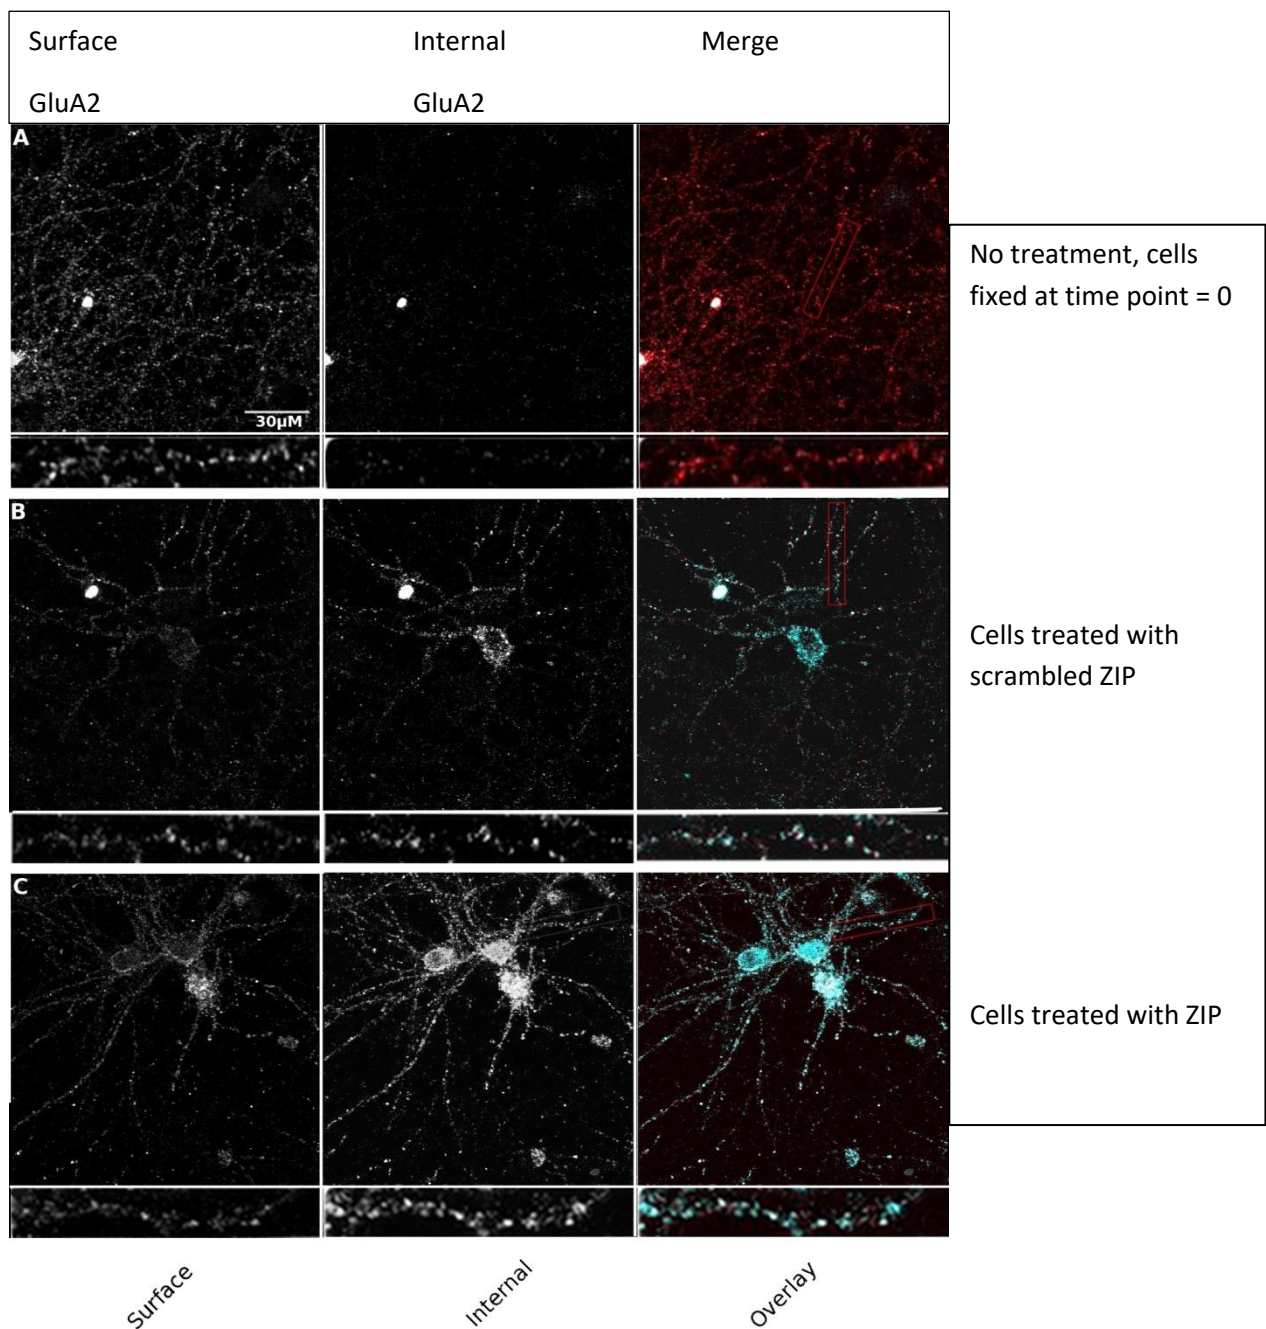 Surface
GluA2
Internal
GluA2
Merge
A
30μM
No treatment, cells
fixed at time point = 0
B
Cells treated with
scrambled ZIP
C
Cells treated with ZIP
Surface
Internal
Overlay